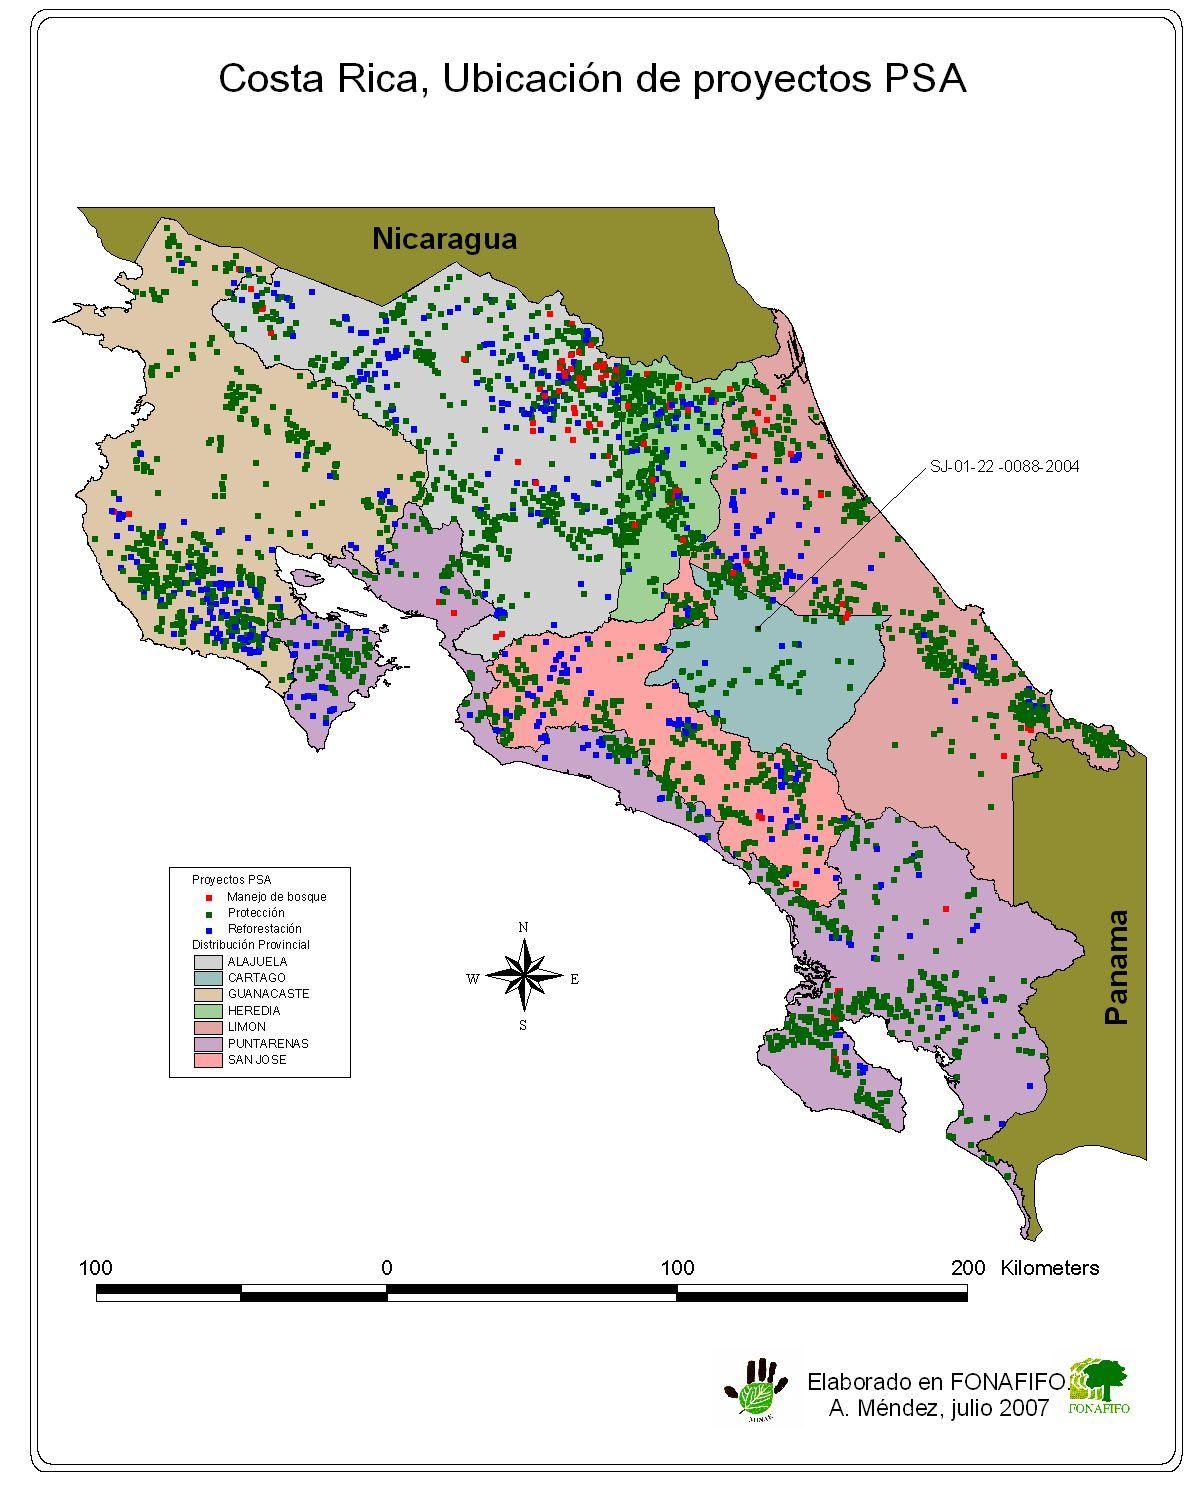 Costa Rica, Ubicación de proyectos PSA
Nicaragua
SJ-01-22 -0088-2004
Proyectos PSA
Manejo de bosque
Protección
Reforestación
Distribución Provincial
ALAJUELA
CARTAGO
GUANACASTE
HEREDIA
LIMON
PUNTARENAS
SAN JOSE
N
W
E
S
Panama
100 0 100 200 Kilometers
Elaborado en FONAFIFO.
A. Méndez, julio 2007
MINAE
FONAFIFO